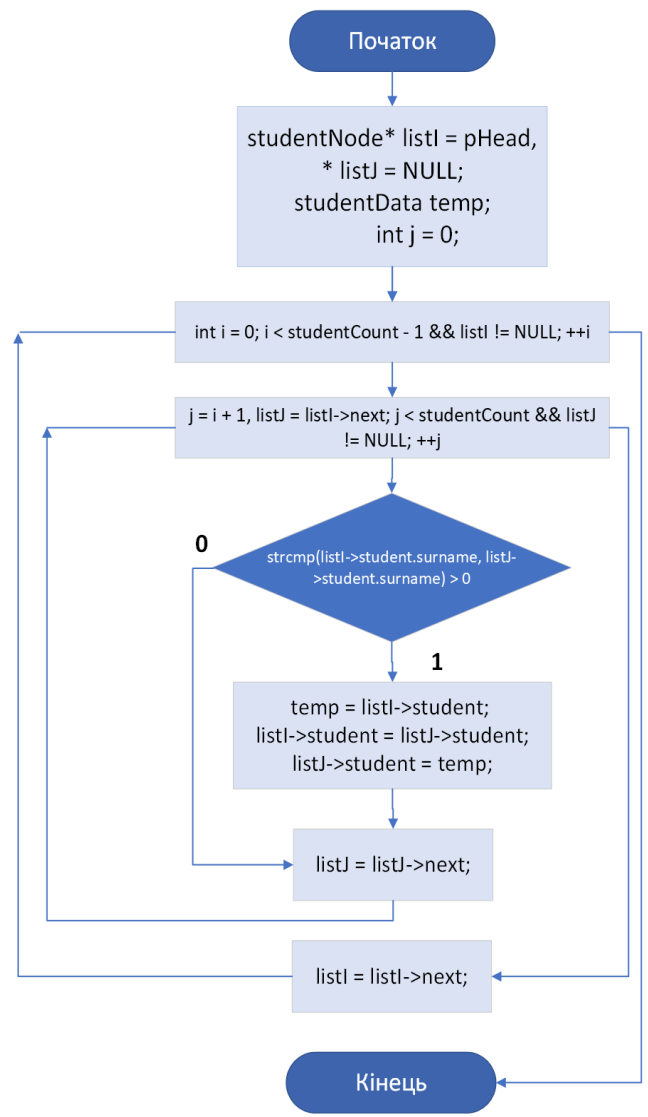 Початок
studentNode* listI = pHead,
* listJ = NULL;
studentData temp;
int j = 0;
int i = 0; i < studentCount - 1 && listI != NULL; ++i
j = i + 1, listJ = listI->next; j < studentCount && listJ
!= NULL; ++j
0
strcmp(listI->student.surname, listJ-
>student.surname) > 0
1
temp = listI->student;
listI->student = listJ->student;
listJ->student = temp;
listJ = listJ->next;
listI = listI->next;
Кінець